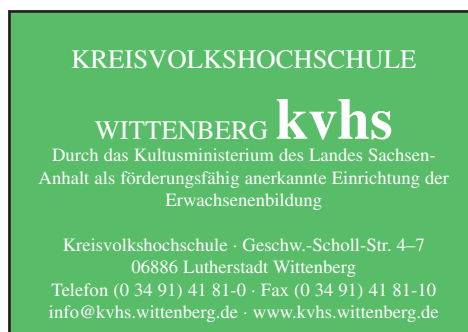 KREISVOLKSHOCHSCHULE
WITTENBERG kvhs
Durch das Kultusministerium des Landes Sachsen-
Anhalt als förderungsfähig anerkannte Einrichtung der
Erwachsenenbildung
Kreisvolkshochschule · Geschw.-Scholl-Str. 4–7
06886 Lutherstadt Wittenberg
Telefon (0 34 91) 41 81-0 · Fax (0 34 91) 41 81-10
info@kvhs.wittenberg.de · www.kvhs.wittenberg.de